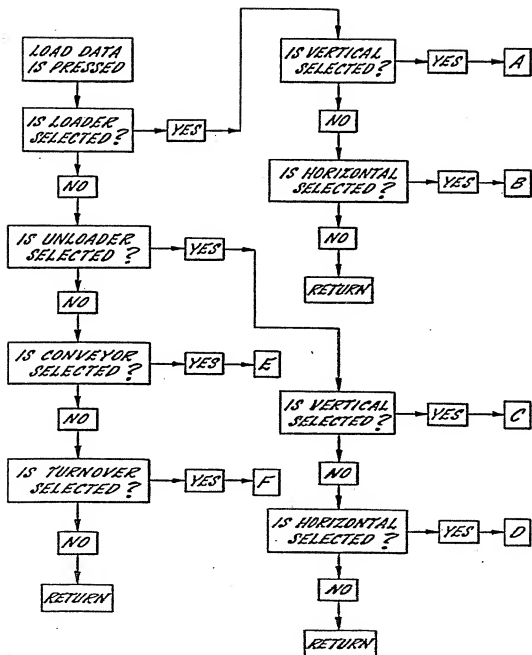 LOAD DATA
IS PRESSED
IS LOADER
SELECTED?
YES
NO
IS UNLOADER
SELECTED?
YES
NO
IS CONVEYOR
SELECTED?
YES
E
NO
IS TURNOVER
SELECTED?
YES
F
NO
RETURN
IS VERTICAL
SELECTED?
YES
A
NO
IS HORIZONTAL
SELECTED?
YES
B
NO
RETURN
IS VERTICAL
SELECTED?
YES
C
NO
IS HORIZONTAL
SELECTED?
YES
D
NO
RETURN